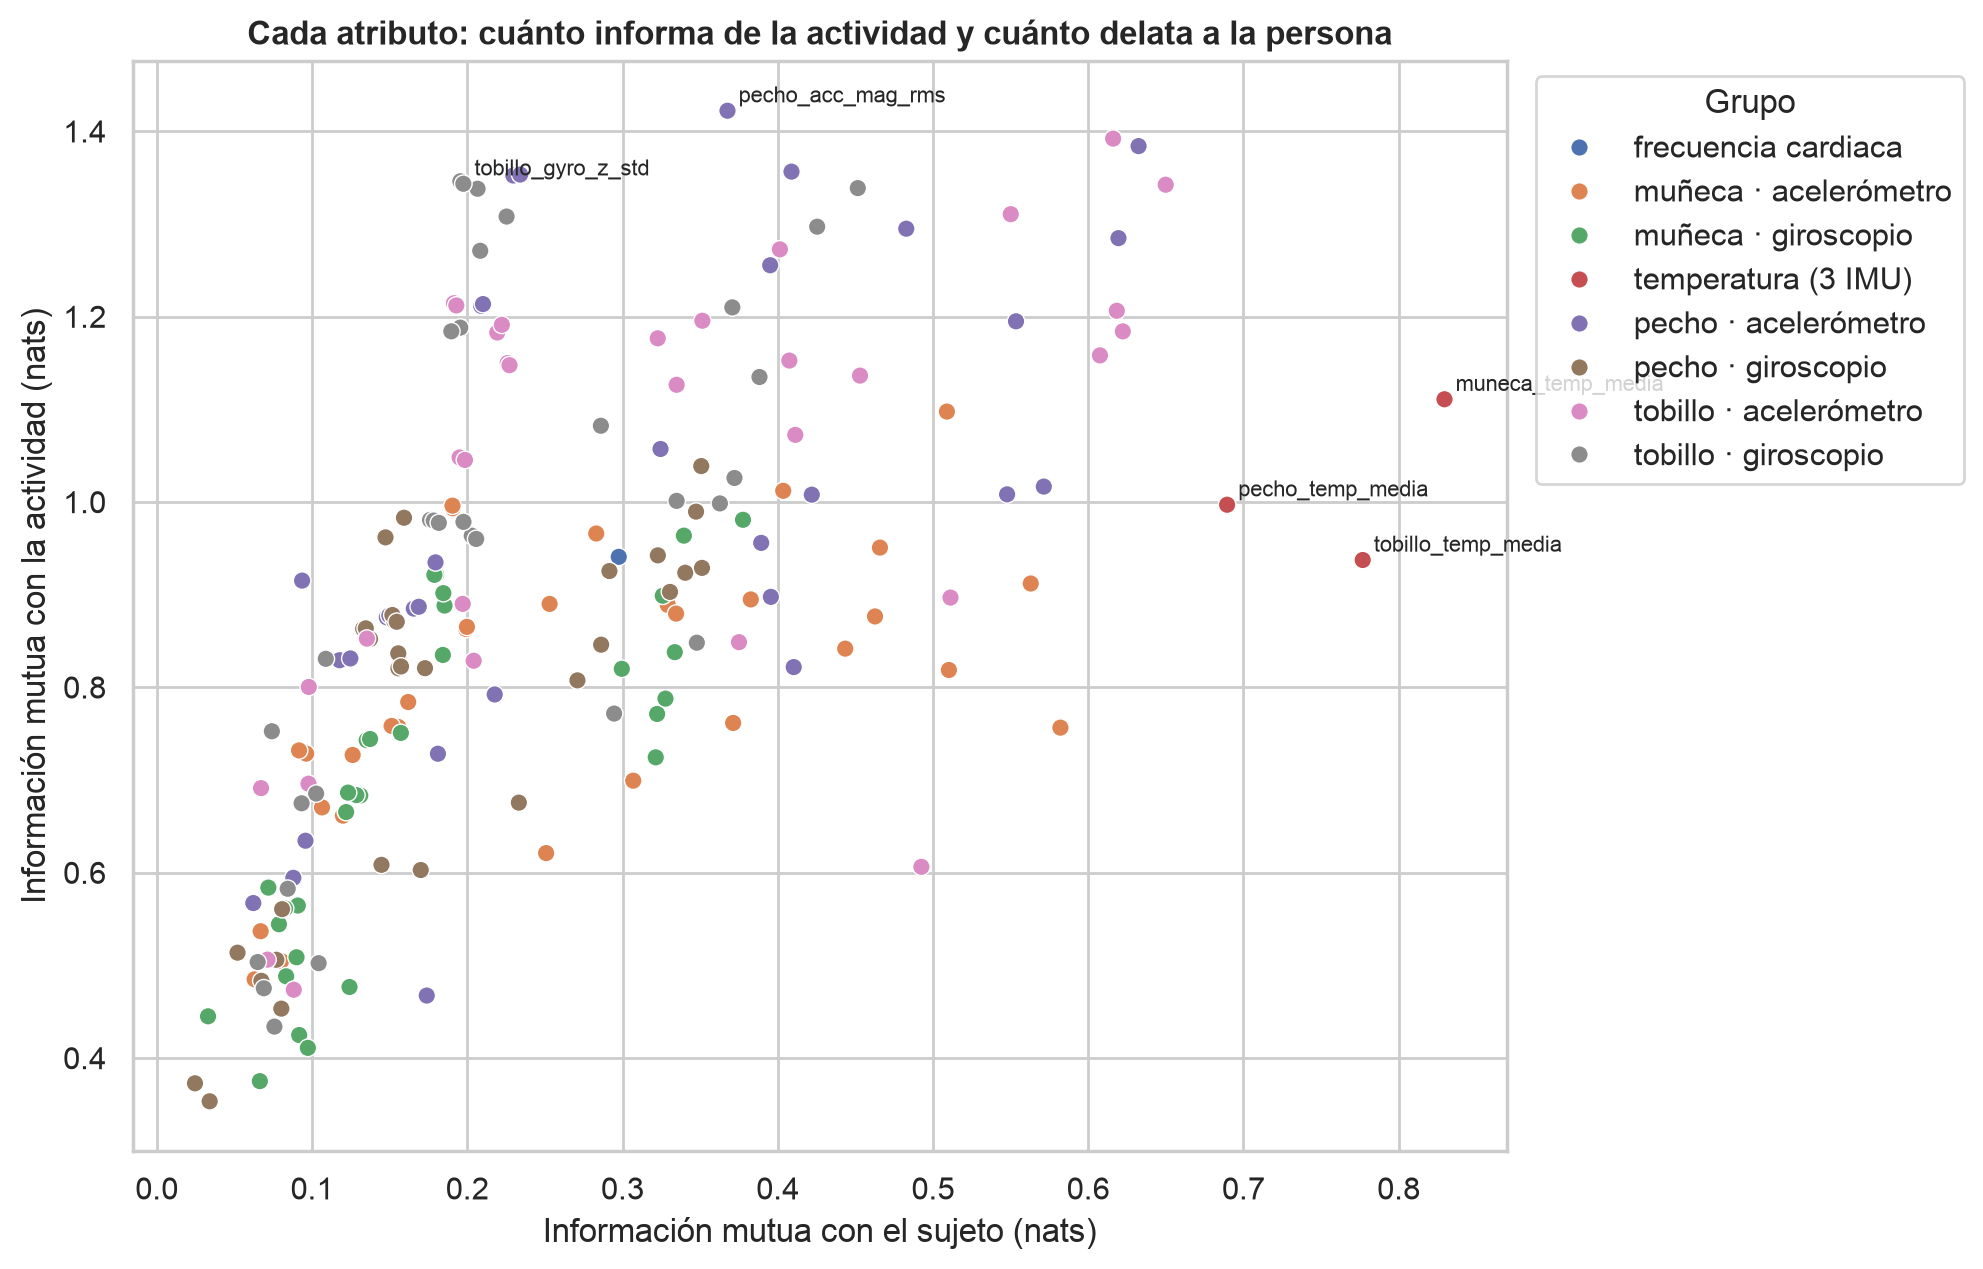 Cada atributo: cuánto informa de la actividad y cuánto delata a la persona
Información mutua con la actividad (nats)
1.4
1.2
1.0
0.8
0.6
0.4
pecho_acc_mag_rms
tobillo_gyro_z_std
muneca_temp_media
pecho_temp_media
tobillo_temp_media
0.0 0.1 0.2 0.3 0.4 0.5 0.6 0.7 0.8
Información mutua con el sujeto (nats)
Grupo
frecuencia cardiaca
muñeca · acelerómetro
muñeca · giroscopio
temperatura (3 IMU)
pecho · acelerómetro
pecho · giroscopio
tobillo · acelerómetro
tobillo · giroscopio